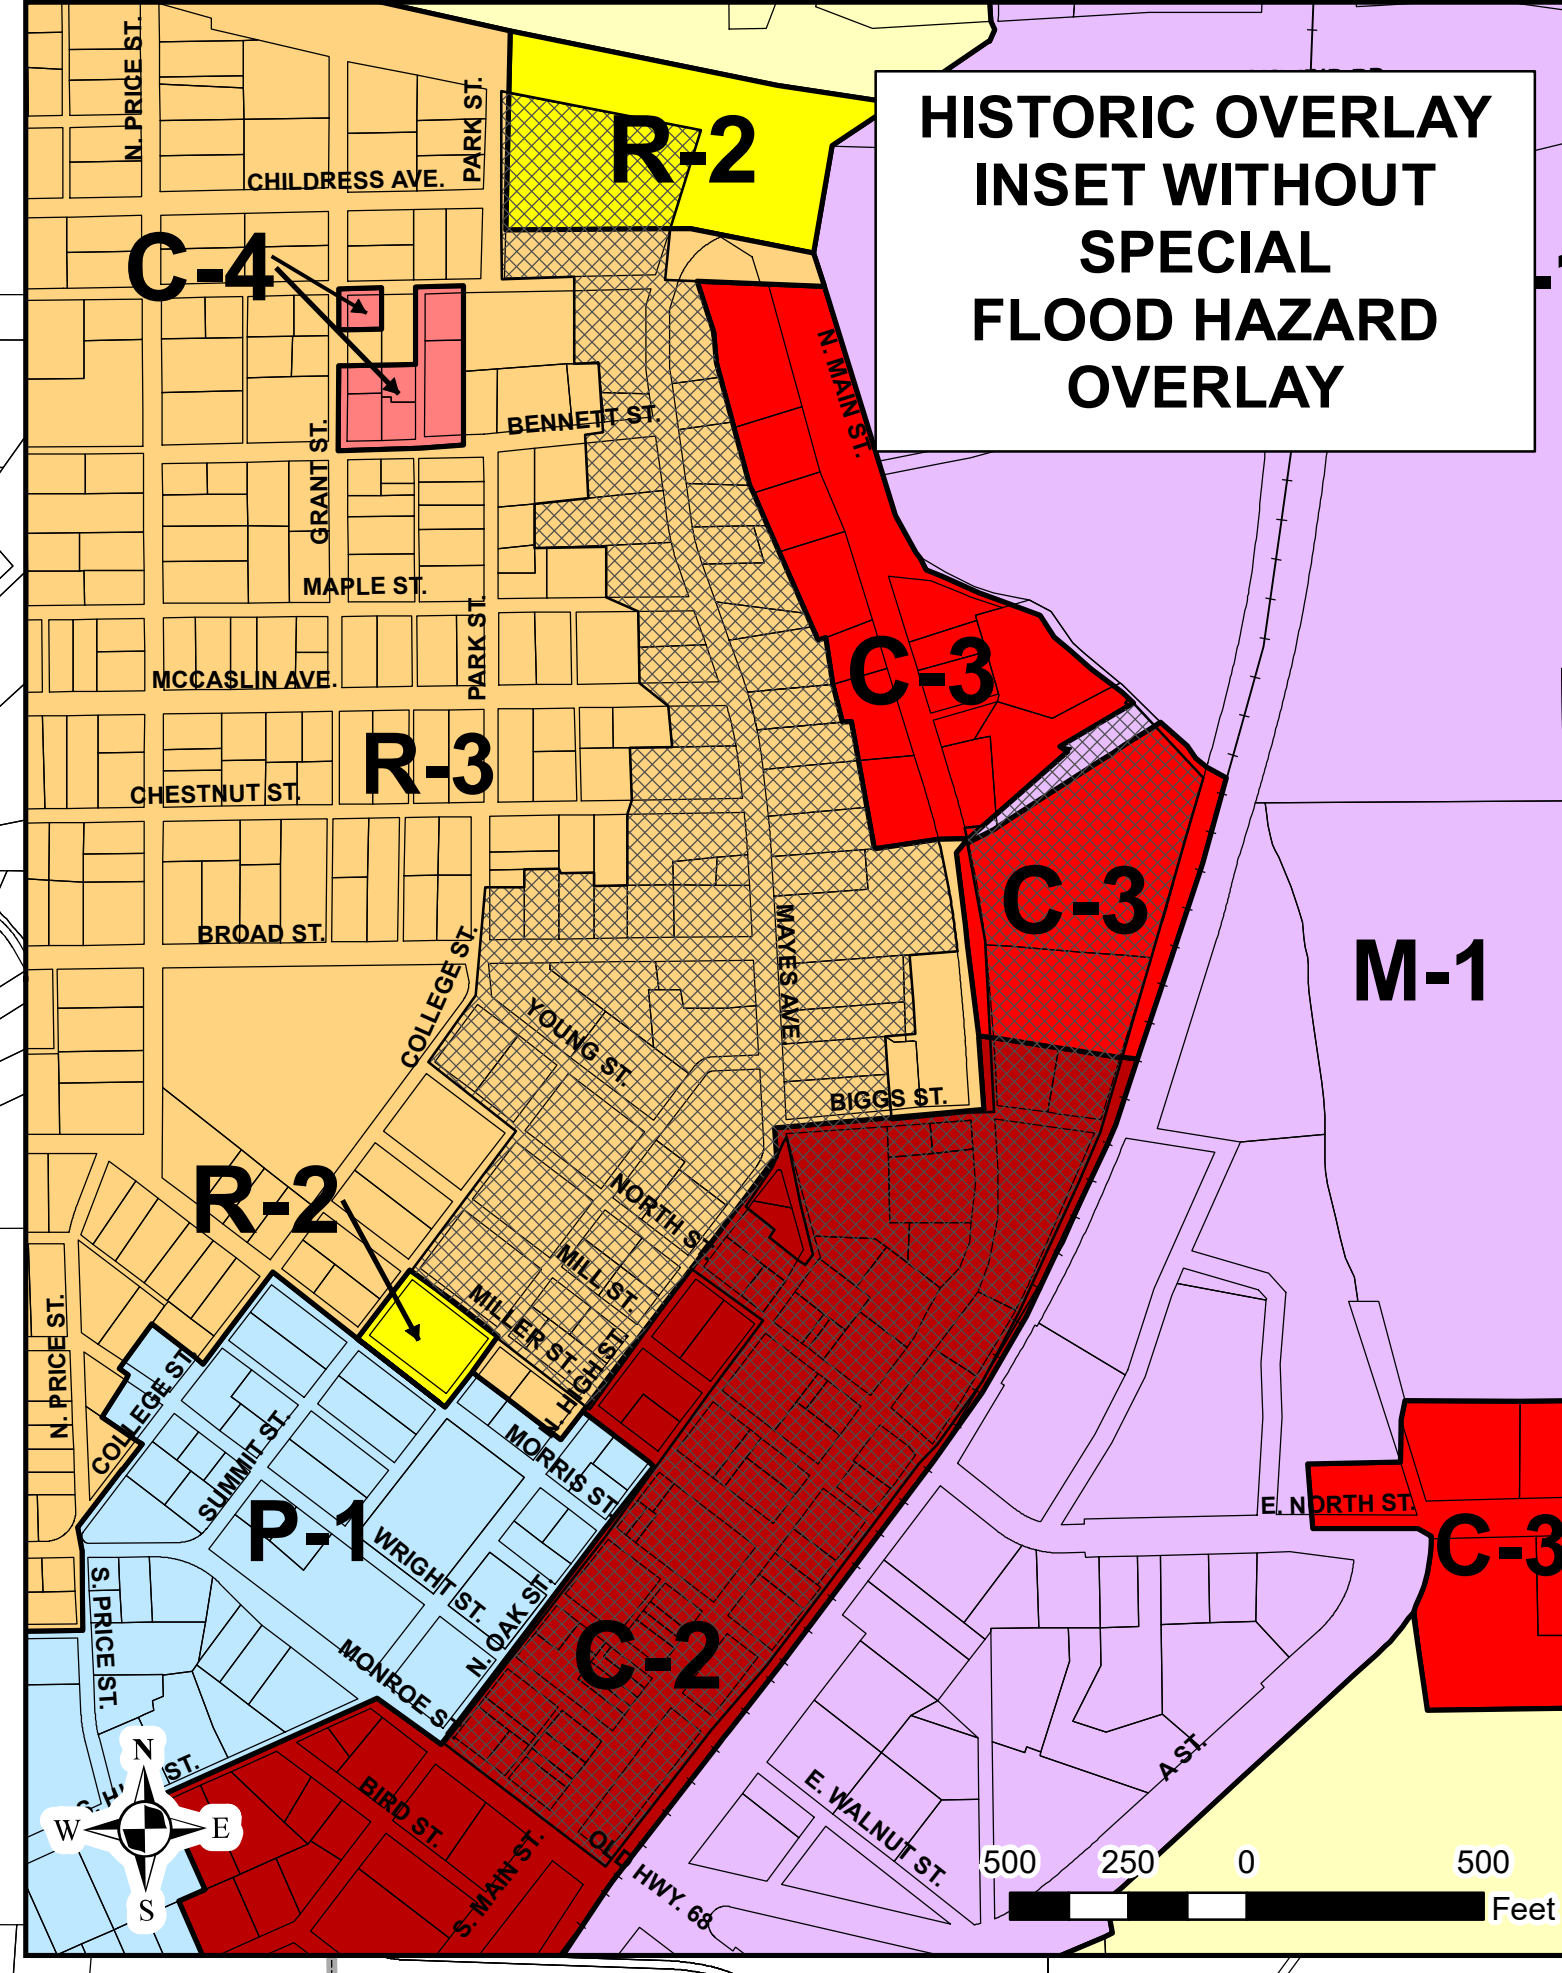 HISTORIC OVERLAY
INSET WITHOUT
SPECIAL
FLOOD HAZARD
OVERLAY
N. PRICE ST.
PARK ST.
R-2
CHILDRESS AVE.
C-4
N. MAIN ST.
BENNETT ST.
GRANT ST.
MAPLE ST.
PARK ST.
MCCASLIN AVE.
C-3
R-3
CHESTNUT ST.
C-3
BROAD ST.
COLLEGE ST.
MAYES AVE
M-1
YOUNG ST.
BIGGS ST.
R-2
NORTH ST
MILL ST.
MILLER ST.
N. HIGH ST.
N. PRICE ST.
COLLEGE ST
SUMMIT ST.
MORRIS ST
P-1
WRIGHT ST.
N. OAK ST.
E. NORTH ST.
C-3
S. PRICE ST.
MONROE S
C-2
A ST.
ST.
BIRD ST.
S. MAIN ST.
OLD HWY. 68
E. WALNUT ST.
N
W E
S
500 250 0 500
Feet